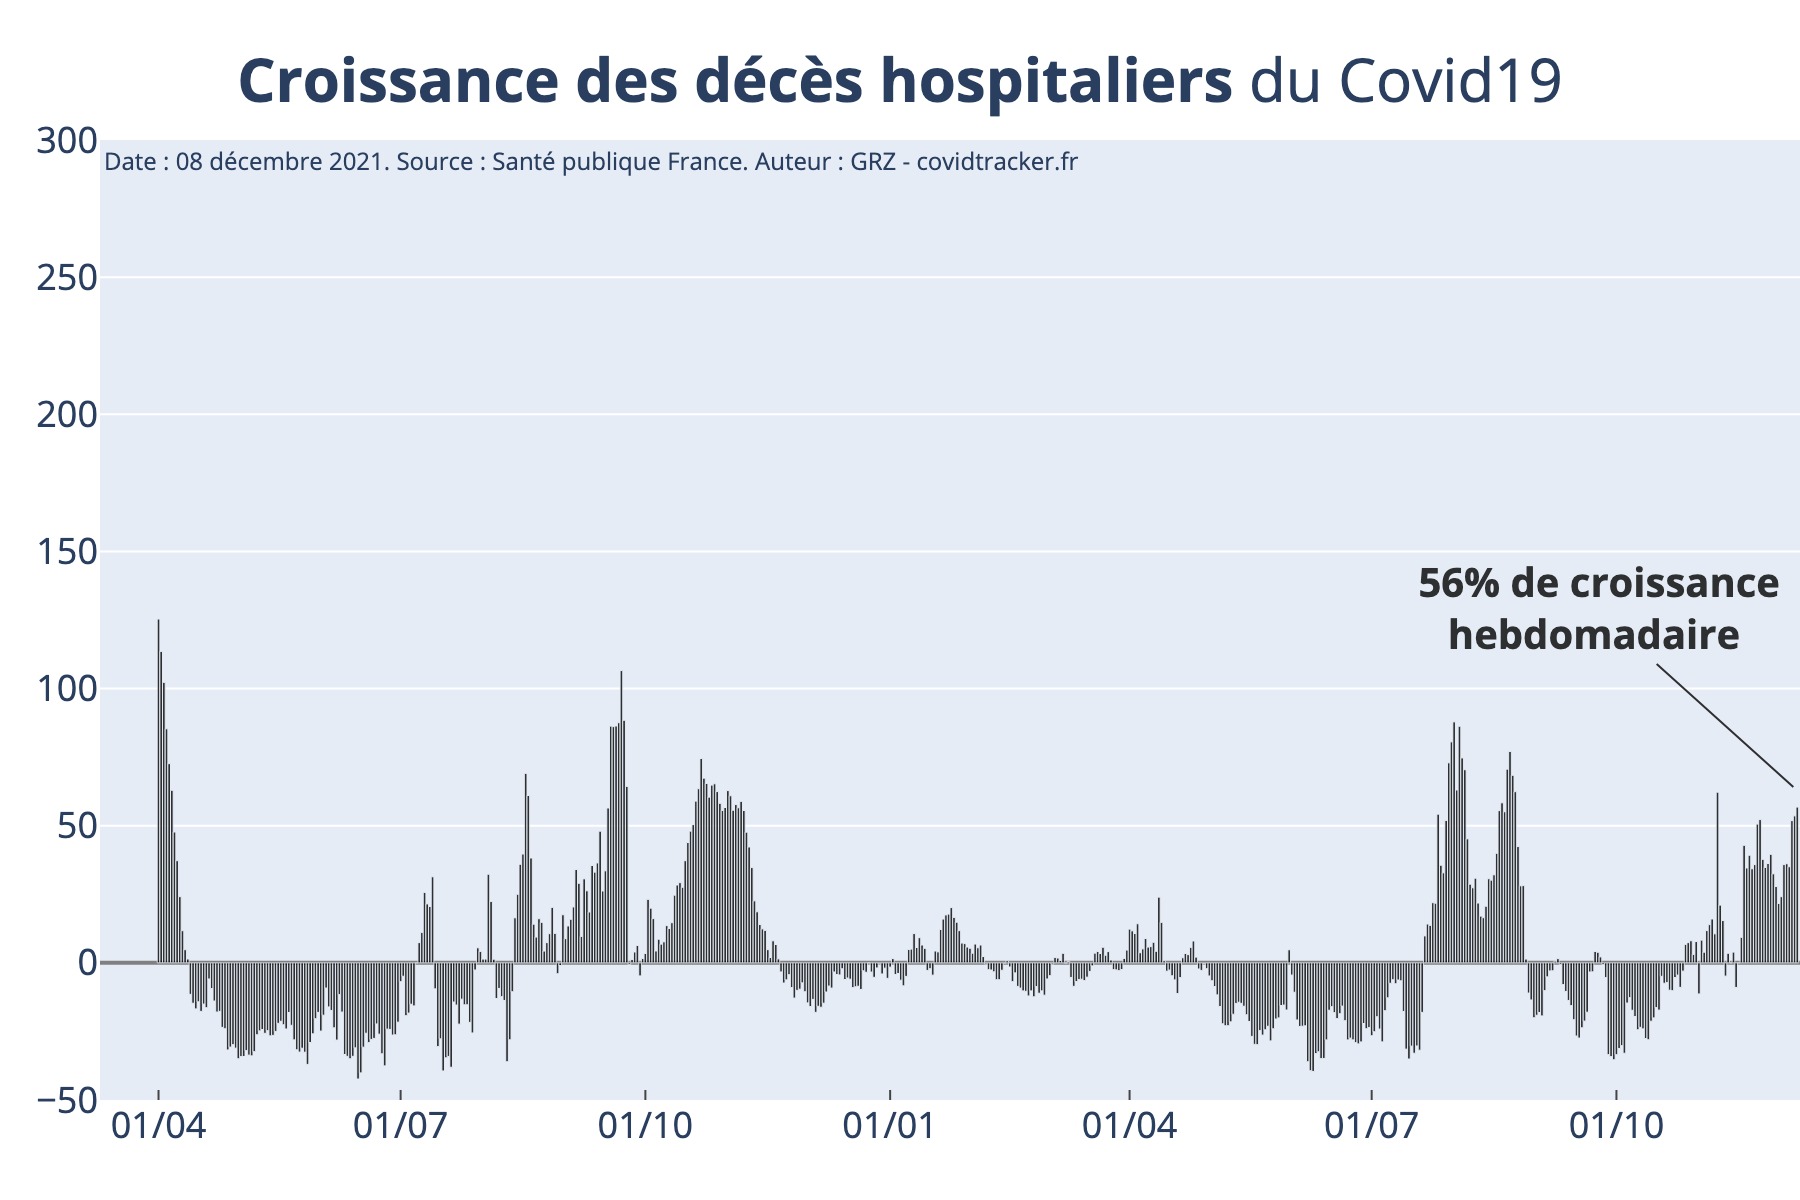 Croissance des décès hospitaliers du Covid19
300
Date : 08 décembre 2021. Source : Santé publique France. Auteur : GRZ - covidtracker.fr
250
200
150
56% de croissance
hebdomadaire
100
50
0
−50
01/04 01/07 01/10 01/01 01/04 01/07 01/10